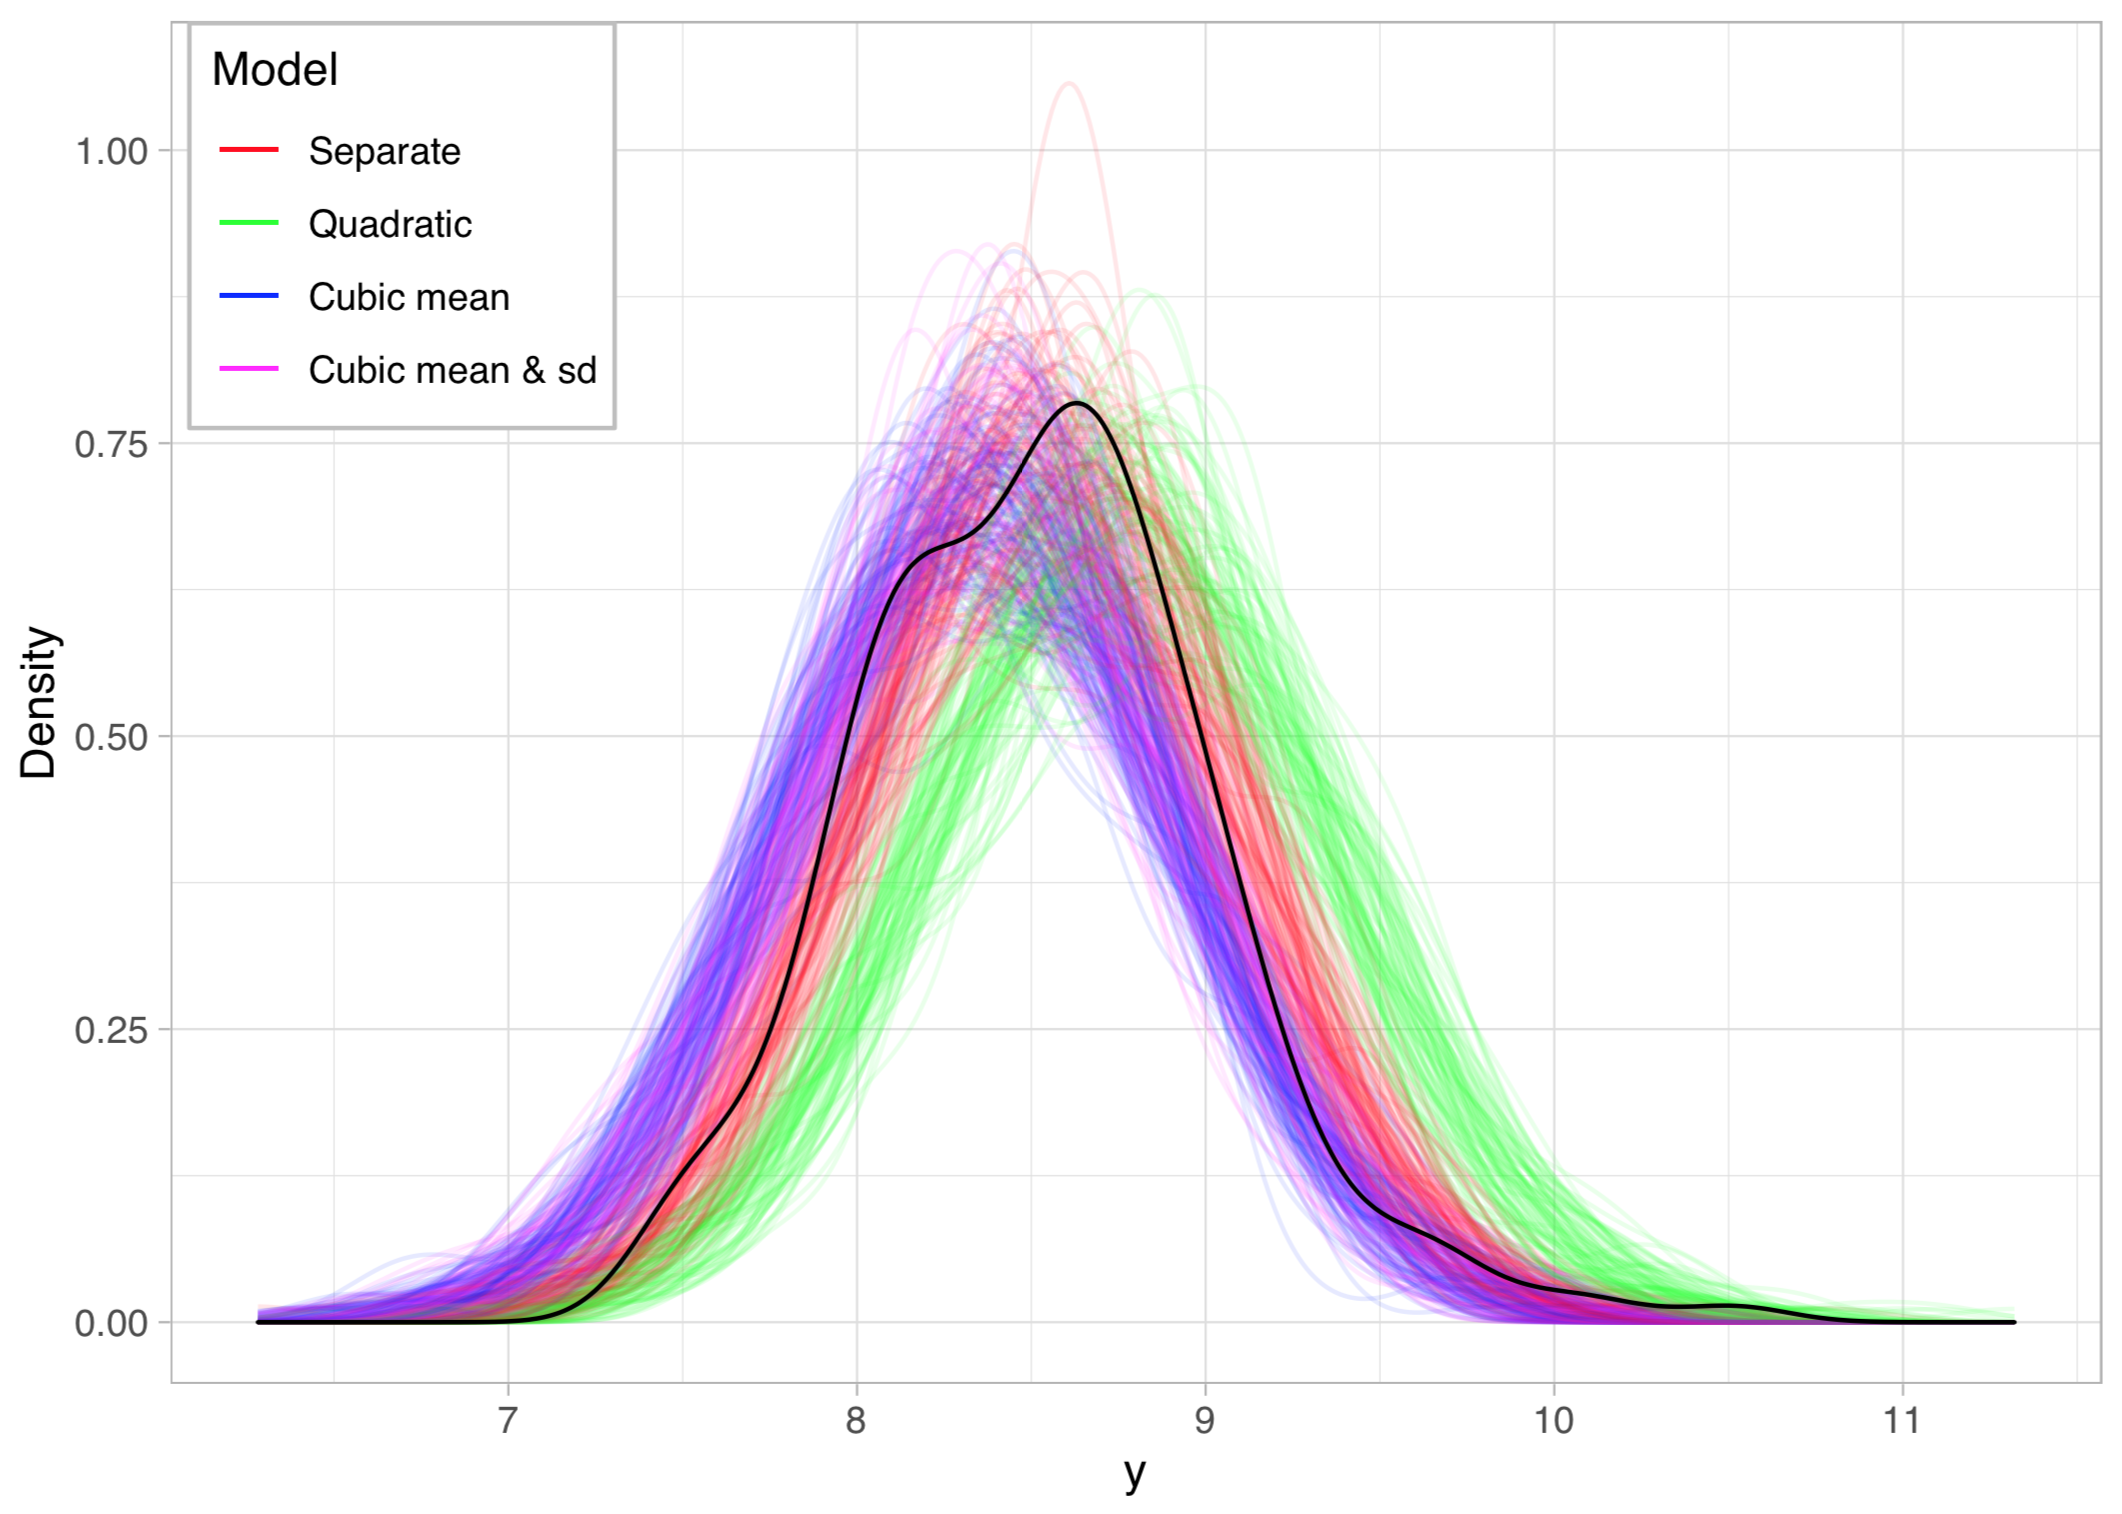 Model
Separate
Quadratic
Cubic mean
Cubic mean & sd
1.00
0.75
0.50
0.25
0.00
Density
7 8 9 10 11
y